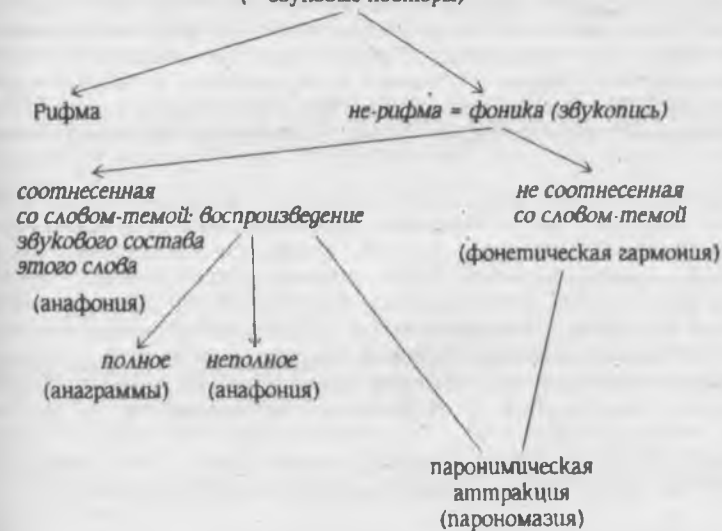 Рифма
не-рифма = фоника (звукопись)
соотнесенная
со словом-темой: воспроизведение
звукового состава
этого слова
(анафония)
не соотнесенная
со словом-темой
(фонетическая гармония)
полное
(анаграммы)
неполное
(анафония)
паронимическая
аттракция
(парономазия)